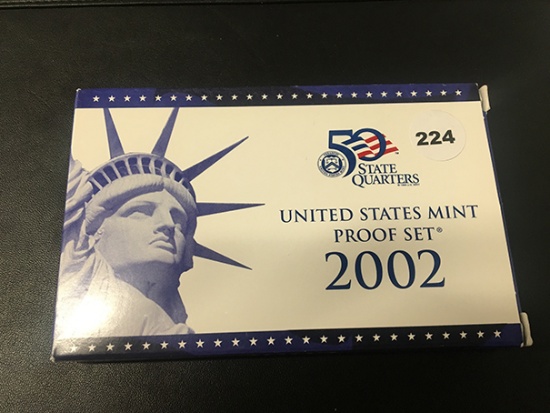 50
STATE
QUARTERS
224
UNITED STATES MINT
PROOF SET®
2002